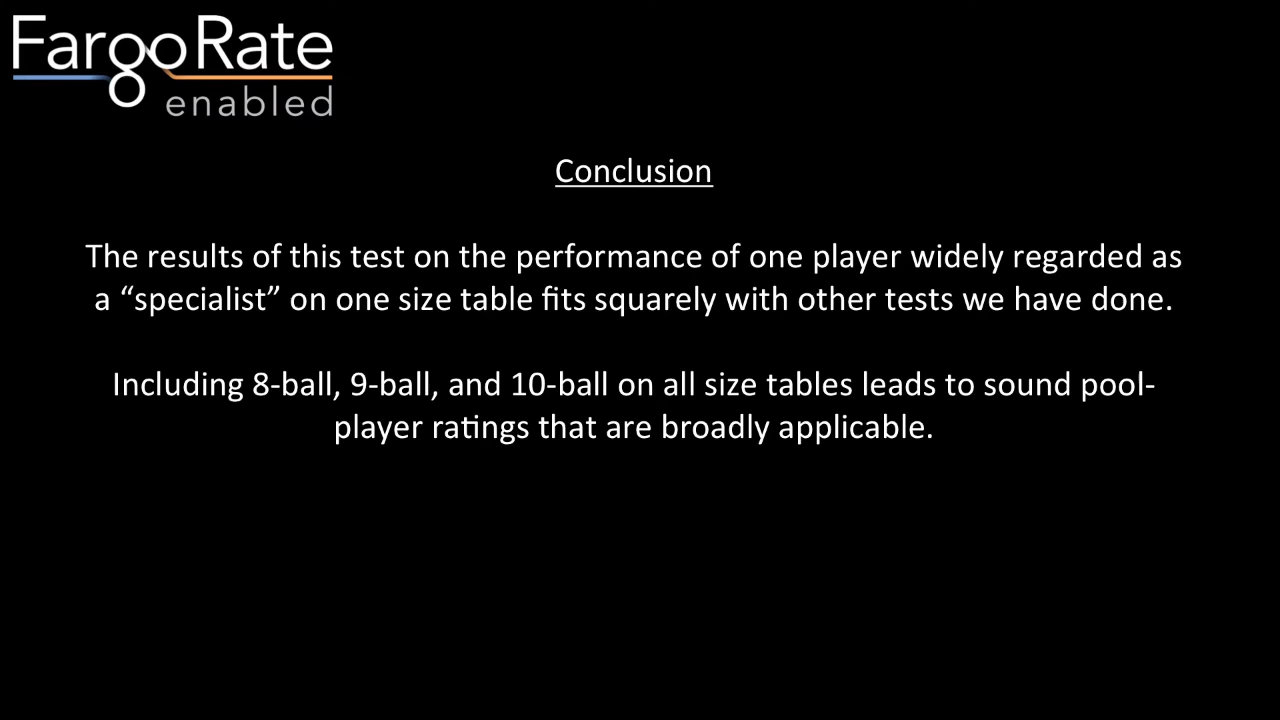 FargoRate
enabled
Conclusion
The results of this test on the performance of one player widely regarded as
a “specialist” on one size table fits squarely with other tests we have done.
Including 8-ball, 9-ball, and 10-ball on all size tables leads to sound pool-
player ratings that are broadly applicable.